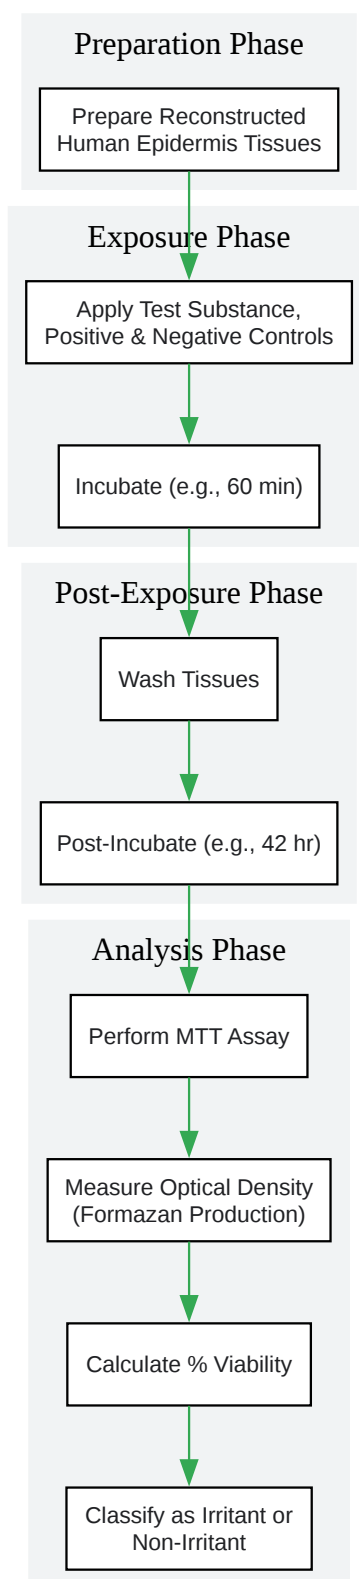 Preparation Phase
Prepare Reconstructed
Human Epidermis Tissues
Exposure Phase
Apply Test Substance,
Positive & Negative Controls
Incubate (e.g., 60 min)
Post-Exposure Phase
Wash Tissues
Post-Incubate (e.g., 42 hr)
Analysis Phase
Perform MTT Assay
Measure Optical Density
(Formazan Production)
Calculate % Viability
Classify as Irritant or
Non-Irritant